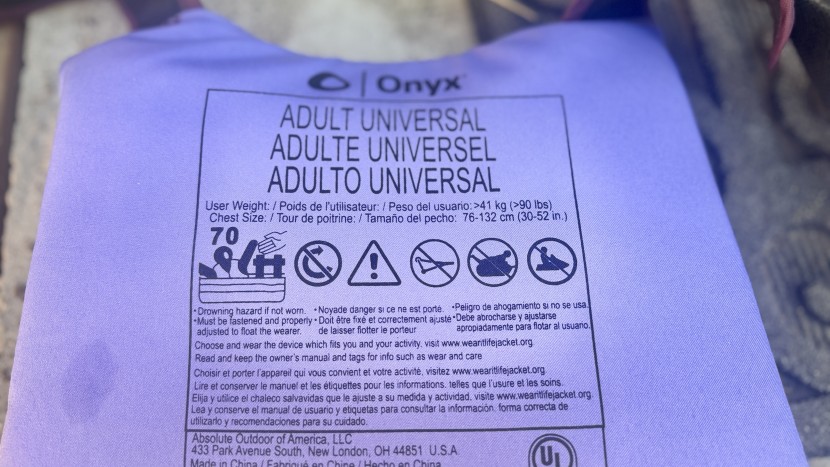 Onyx
ADULT UNIVERSAL
ADULTE UNIVERSEL
ADULTO UNIVERSAL
User Weight: / Poids de l'utilisateur: / Peso del usuario: >41 kg (>90 lbs)
Chest Size: / Tour de poitrine: / Tamaño del pecho: 76-132 cm (30-52 in.)
70
•Drowning hazard if not worn.
•Must be fastened and properly
adjusted to float the wearer.
•Noyade danger si ce ne est porté.
•Doit être fixé et correctement ajusté
de laisser flotter le porteur
•Peligro de ahogamiento si no se usa.
•Debe abrocharse y ajustarse
apropiadamente para flotar al usuario.
Choose and wear the device which fits you and your activity, visit www.wearitlifejacket.org.
Read and keep the owner's manual and tags for info such as wear and care
Choisir et porter l'appareil qui vous convient et votre activité, visitez www.wearitlifejacket.org.
Lire et conserver le manuel et les étiquettes pour les informations. telles que l'usure et les soins.
Elija y utilice el chaleco salvavidas que le ajuste a su medida y actividad, visite www.wearitlifejacket.org.
Lea y conserve el manual de usuario y etiquetas para consultar la información. forma correcta de
utilizarlo y recomendaciones para su cuidado.
Absolute Outdoor of America, LLC
433 Park Avenue South, New London, OH 44851 U.S.A.
Made in China / Fabriqué en Chine / Hecho en China
UL